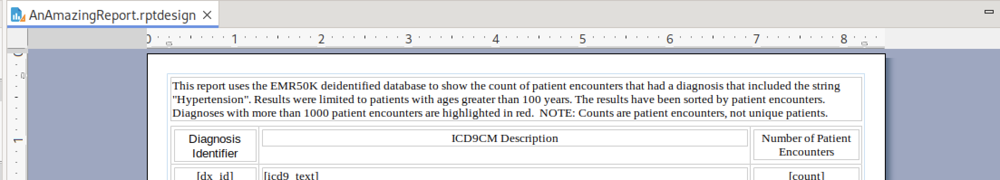 AnAmazingReport.rptdesign
0 1 2 3 4 5 6 7 8
0
This report uses the EMR50K deidentified database to show the count of patient encounters that had a diagnosis that included the string
"Hypertension". Results were limited to patients with ages greater than 100 years. The results have been sorted by patient encounters.
Diagnoses with more than 1000 patient encounters are highlighted in red.  NOTE: Counts are patient encounters, not unique patients.
1
Diagnosis
Identifier
ICD9CM Description
Number of Patient
Encounters
[dx_id]
[icd9_text]
[count]